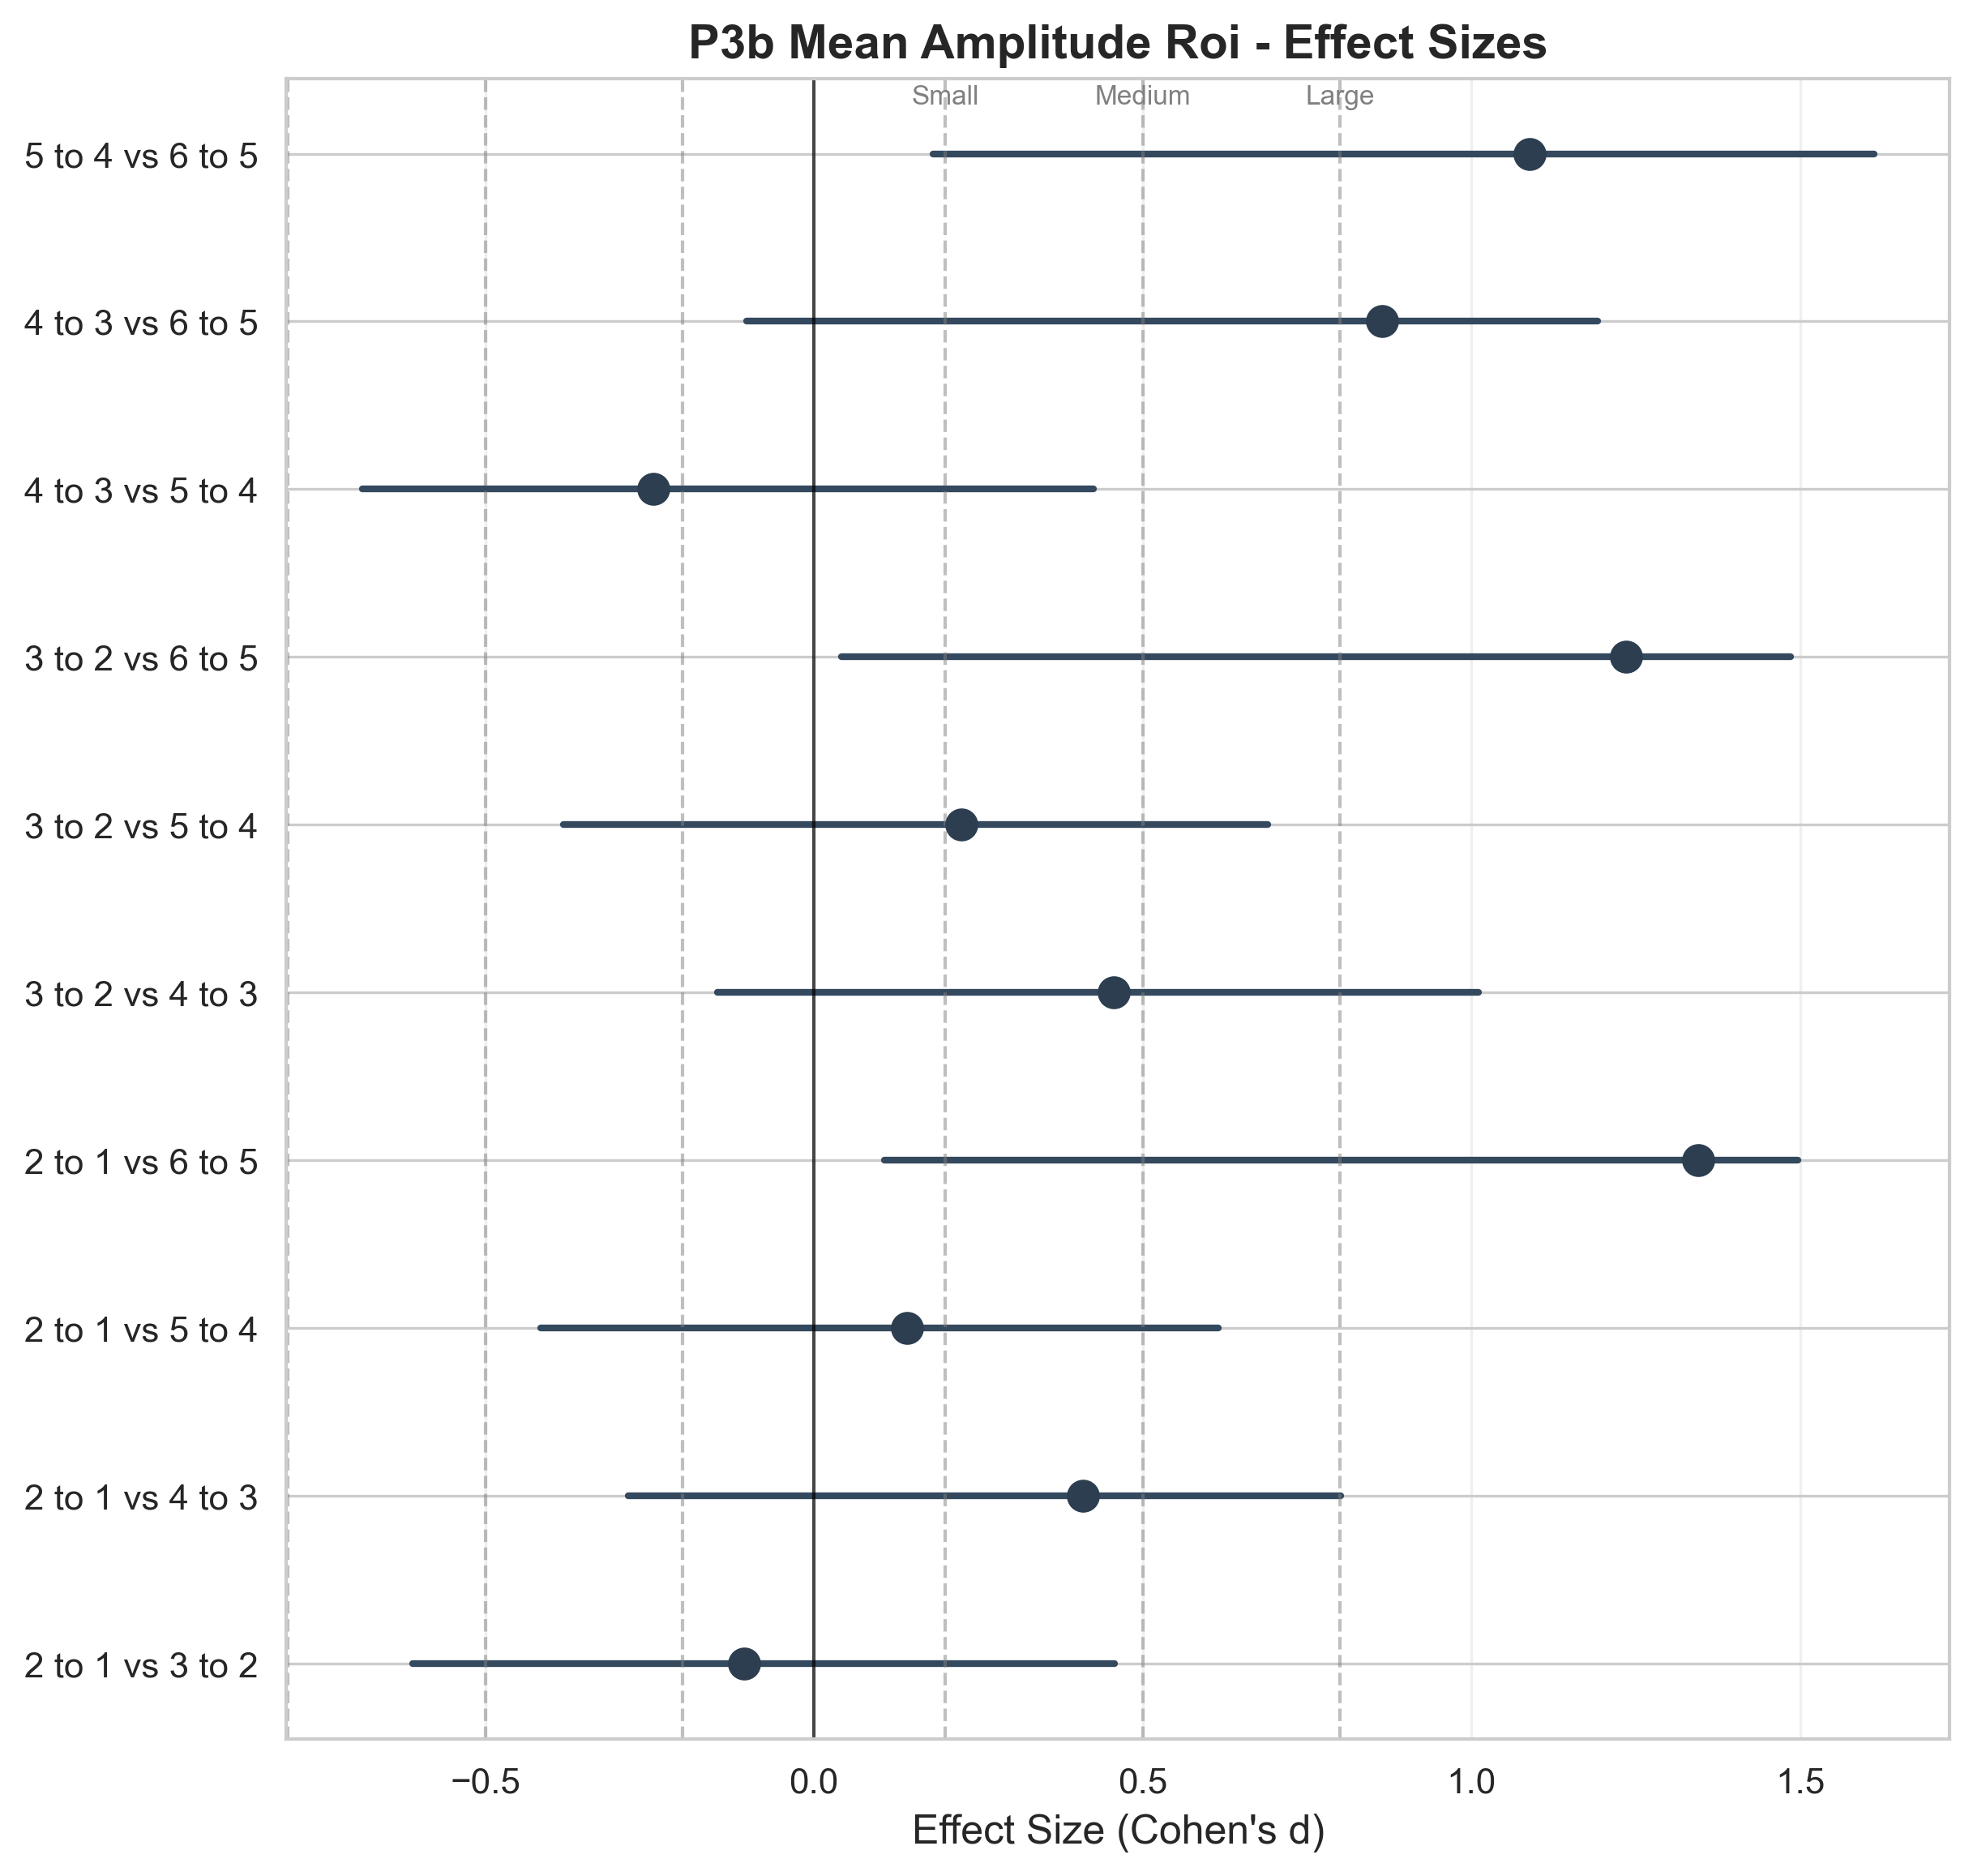 P3b Mean Amplitude Roi - Effect Sizes
Small Medium Large
5 to 4 vs 6 to 5
4 to 3 vs 6 to 5
4 to 3 vs 5 to 4
3 to 2 vs 6 to 5
3 to 2 vs 5 to 4
3 to 2 vs 4 to 3
2 to 1 vs 6 to 5
2 to 1 vs 5 to 4
2 to 1 vs 4 to 3
2 to 1 vs 3 to 2
−0.5 0.0 0.5 1.0 1.5
Effect Size (Cohen's d)